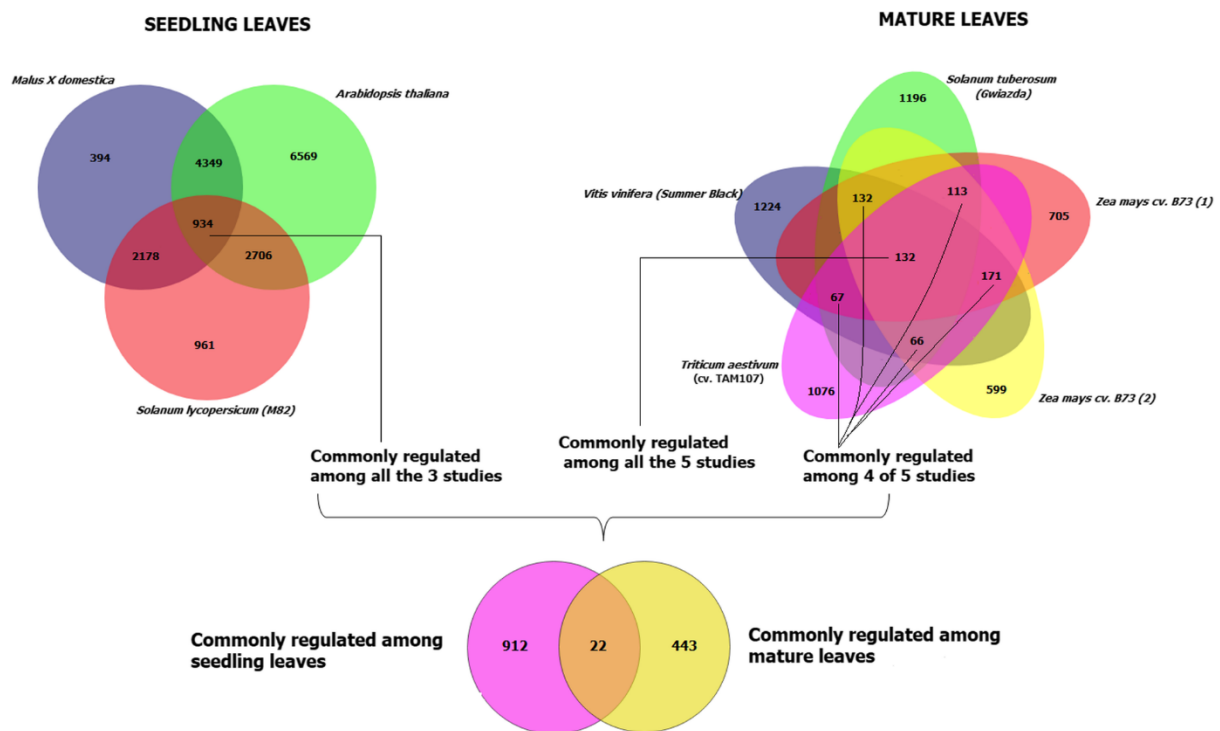 SEEDLING LEAVES
Malus X domestica
Arabidopsis thaliana
394
4349
6569
934
2178
2706
961
Solanum lycopersicum (M82)
Commonly regulated
among all the 3 studies
MATURE LEAVES
Solanum tuberosum
(Gwiazda)
1196
Vitis vinifera (Summer Black)
1224
132
113
705
Zea mays cv. B73 (1)
132
171
67
66
Triticum aestivum
(cv. TAM107)
1076
599
Zea mays cv. B73 (2)
Commonly regulated
among all the 5 studies
Commonly regulated
among 4 of 5 studies
Commonly regulated among
seedling leaves
912
22
443
Commonly regulated among
mature leaves